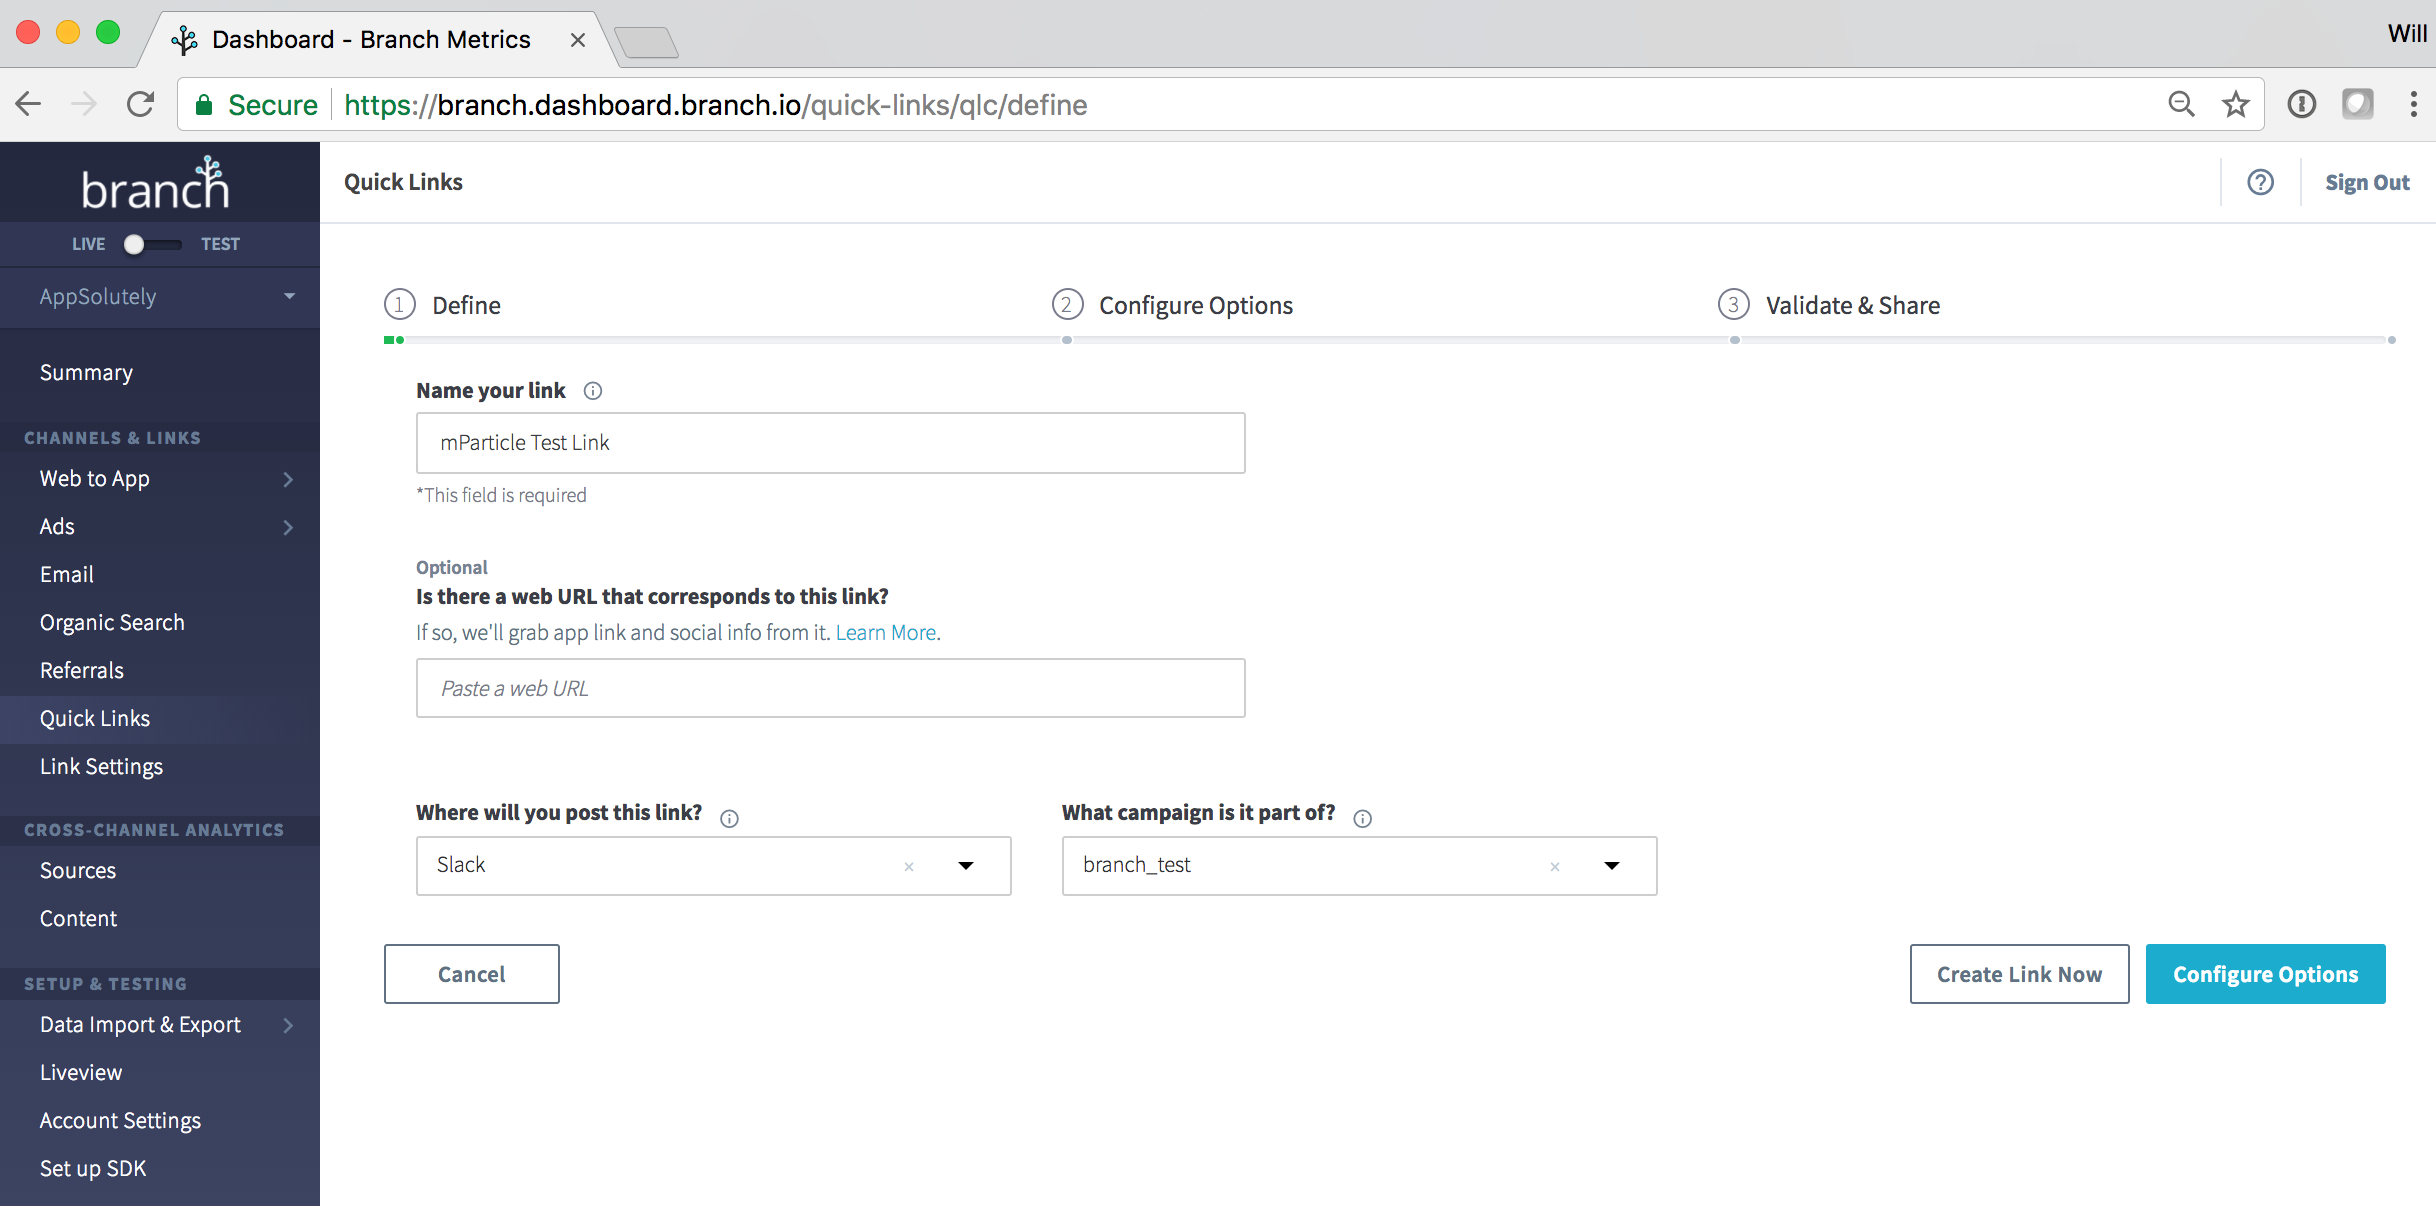 Dashboard - Branch Metrics
Will
Secure https://branch.dashboard.branch.io/quick-links/qlc/define
branch
LIVE TEST
AppSolutely
Summary
CHANNELS & LINKS
Web to App
Ads
Email
Organic Search
Referrals
Quick Links
Link Settings
CROSS-CHANNEL ANALYTICS
Sources
Content
SETUP & TESTING
Data Import & Export
Liveview
Account Settings
Set up SDK
Quick Links
Sign Out
1 Define
2 Configure Options
3 Validate & Share
Name your link
mParticle Test Link
*This field is required
Optional
Is there a web URL that corresponds to this link?
If so, we'll grab app link and social info from it. Learn More.
Paste a web URL
Where will you post this link?
Slack
What campaign is it part of?
branch_test
Cancel
Create Link Now
Configure Options